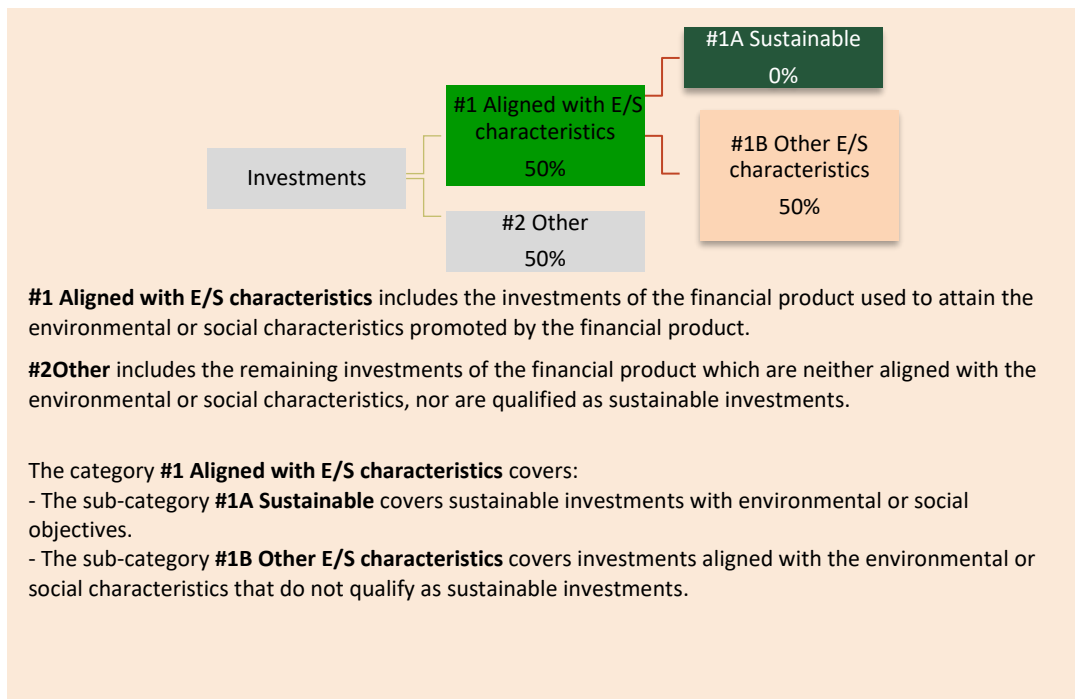 #1A Sustainable
0%
#1 Aligned with E/S
characteristics
50%
#1B Other E/S
characteristics
50%
Investments
#2 Other
50%
#1 Aligned with E/S characteristics includes the investments of the financial product used to attain the
environmental or social characteristics promoted by the financial product.
#2Other includes the remaining investments of the financial product which are neither aligned with the
environmental or social characteristics, nor are qualified as sustainable investments.
The category #1 Aligned with E/S characteristics covers:
- The sub-category #1A Sustainable covers sustainable investments with environmental or social
objectives.
- The sub-category #1B Other E/S characteristics covers investments aligned with the environmental or
social characteristics that do not qualify as sustainable investments.